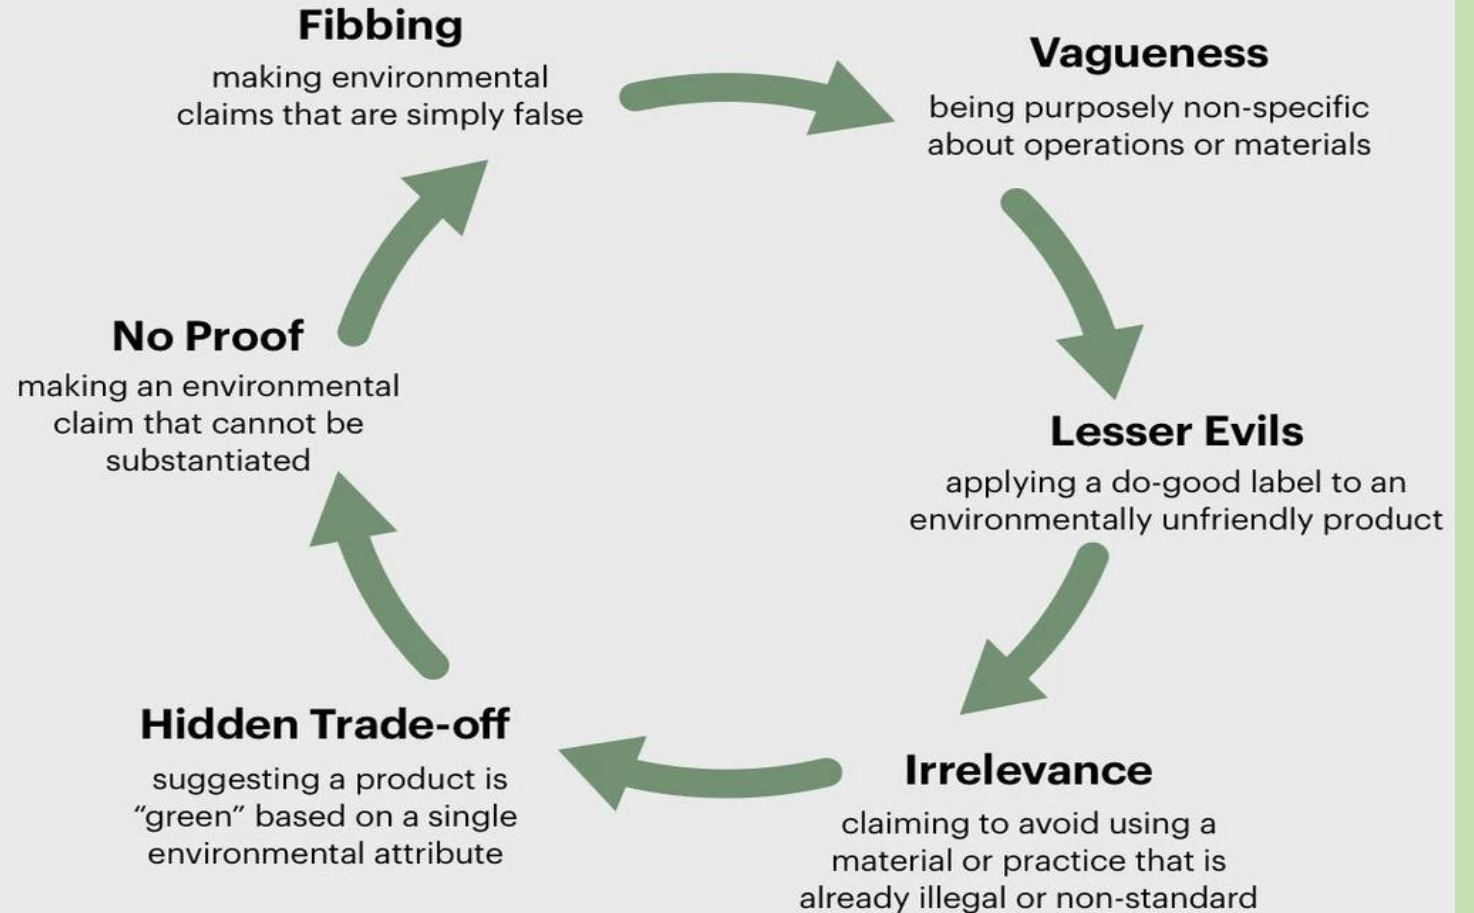 Fibbing
making environmental
claims that are simply false
Vagueness
being purposely non-specific
about operations or materials
Lesser Evils
applying a do-good label to an
environmentally unfriendly product
Irrelevance
claiming to avoid using a
material or practice that is
already illegal or non-standard
Hidden Trade-off
suggesting a product is
“green” based on a single
environmental attribute
No Proof
making an environmental
claim that cannot be
substantiated